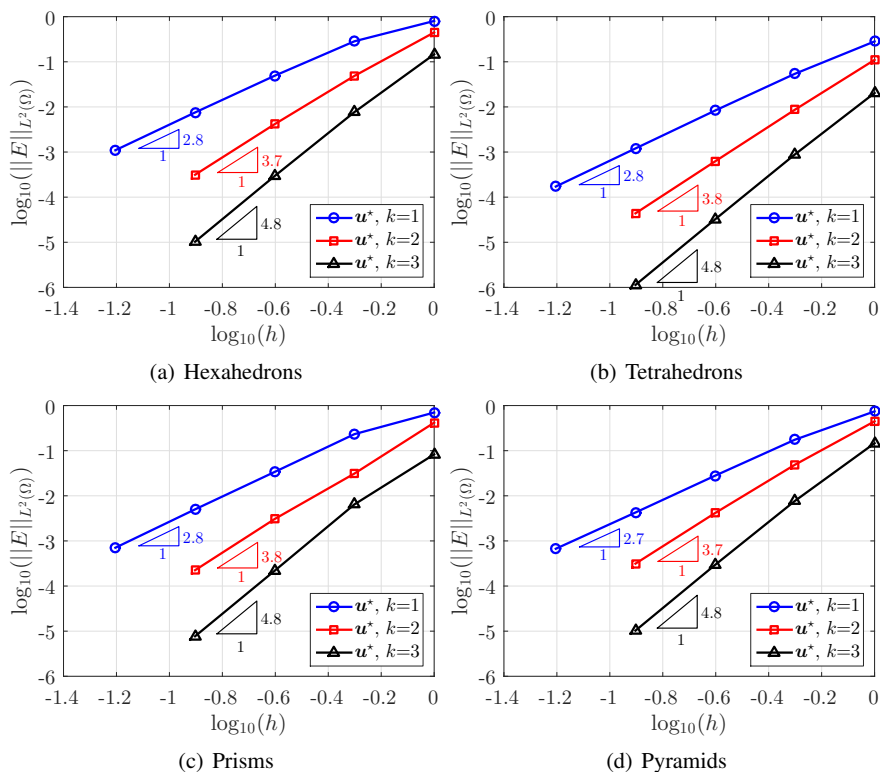 0
-1
-2
-3
-4
-5
-6
log₁₀(||E||_{L²(Ω)})
2.8
1
3.7
1
4.8
1
u⋆, k=1
u⋆, k=2
u⋆, k=3
-1.4 -1.2 -1 -0.8 -0.6 -0.4 -0.2 0
log₁₀(h)
(a) Hexahedrons
0
-1
-2
-3
-4
-5
-6
log₁₀(||E||_{L²(Ω)})
2.8
1
3.8
1
4.8
1
u⋆, k=1
u⋆, k=2
u⋆, k=3
-1.4 -1.2 -1 -0.8 -0.6 -0.4 -0.2 0
log₁₀(h)
(b) Tetrahedrons
0
-1
-2
-3
-4
-5
-6
log₁₀(||E||_{L²(Ω)})
2.8
1
3.8
1
4.8
1
u⋆, k=1
u⋆, k=2
u⋆, k=3
-1.4 -1.2 -1 -0.8 -0.6 -0.4 -0.2 0
log₁₀(h)
(c) Prisms
0
-1
-2
-3
-4
-5
-6
log₁₀(||E||_{L²(Ω)})
2.7
1
3.7
1
4.8
1
u⋆, k=1
u⋆, k=2
u⋆, k=3
-1.4 -1.2 -1 -0.8 -0.6 -0.4 -0.2 0
log₁₀(h)
(d) Pyramids